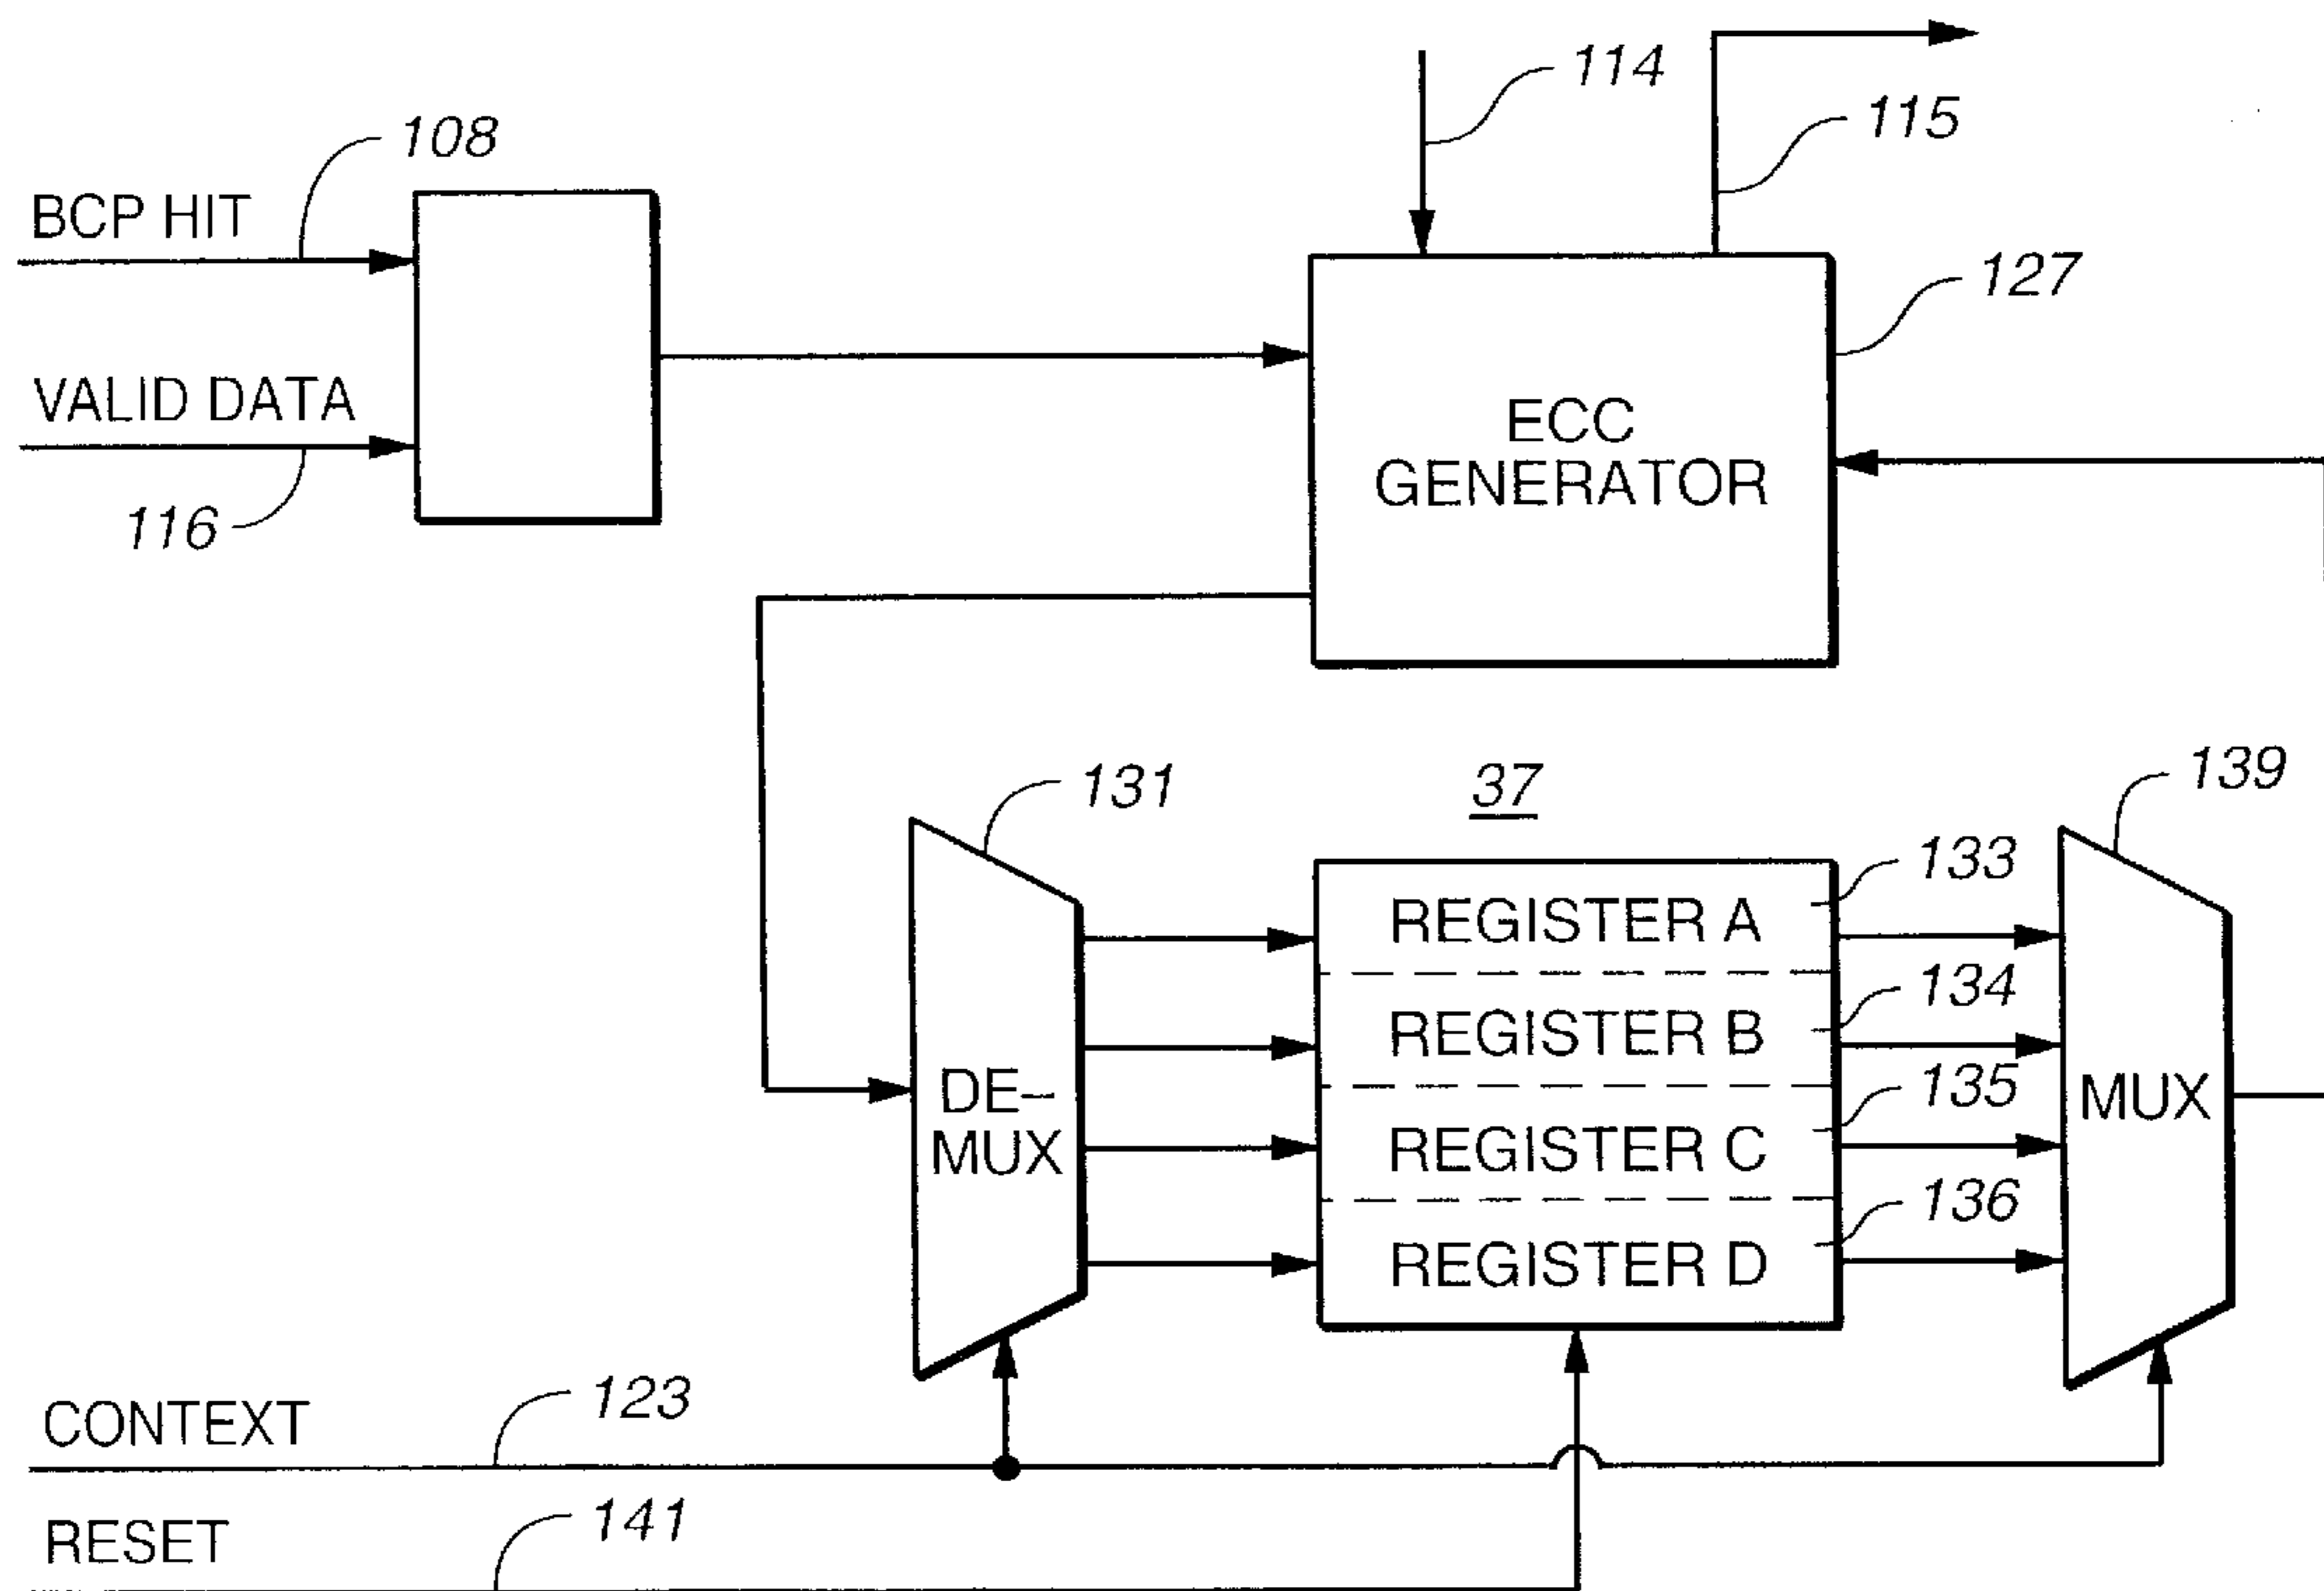 114
115
108
BCP HIT
127
VALID DATA
116
ECC
GENERATOR
131
37
139
133
REGISTER A
134
REGISTER B
135
DE–
MUX
MUX
REGISTER C
136
REGISTER D
CONTEXT
123
RESET
141